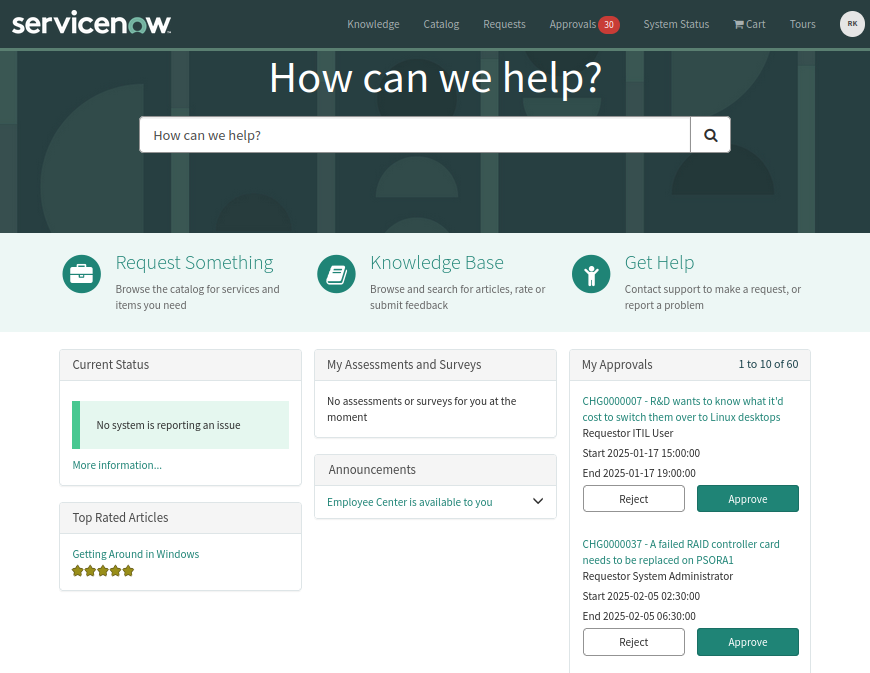 servicenow
Knowledge Catalog Requests Approvals 30 System Status Cart Tours RK
How can we help?
How can we help?
Request Something
Browse the catalog for services and
items you need
Knowledge Base
Browse and search for articles, rate or
submit feedback
Get Help
Contact support to make a request, or
report a problem
Current Status
No system is reporting an issue
More information...
Top Rated Articles
Getting Around in Windows
My Assessments and Surveys
No assessments or surveys for you at the
moment
Announcements
Employee Center is available to you
My Approvals 1 to 10 of 60
CHG0000007 - R&D wants to know what it'd
cost to switch them over to Linux desktops
Requestor ITIL User
Start 2025-01-17 15:00:00
End 2025-01-17 19:00:00
Reject Approve
CHG0000037 - A failed RAID controller card
needs to be replaced on PSORA1
Requestor System Administrator
Start 2025-02-05 02:30:00
End 2025-02-05 06:30:00
Reject Approve